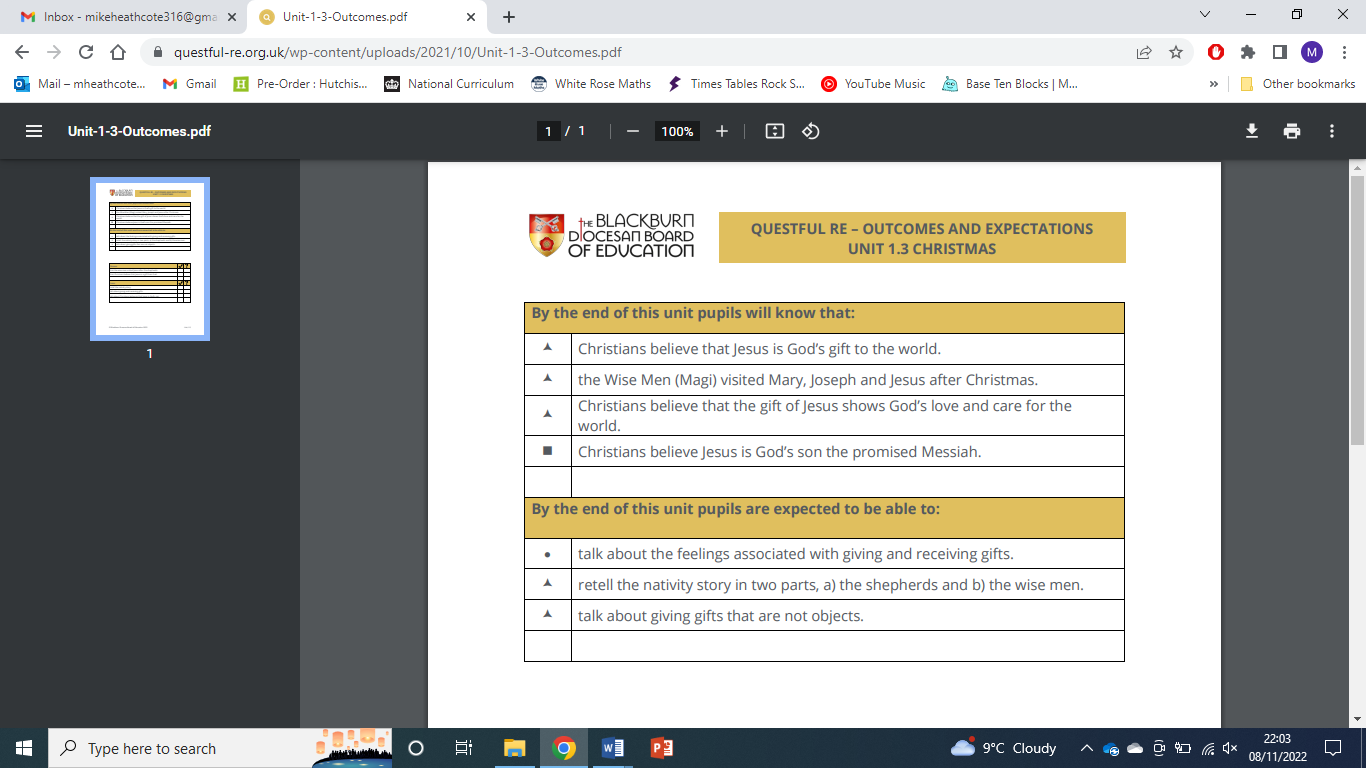 Inbox - mikeheathcote316@gma
Unit-1-3-Outcomes.pdf
questful-re.org.uk/wp-content/uploads/2021/10/Unit-1-3-Outcomes.pdf
M
Mail – mheathcote...
Gmail
Pre-Order : Hutchis...
National Curriculum
White Rose Maths
Times Tables Rock S...
YouTube Music
Base Ten Blocks | M...
Other bookmarks
Unit-1-3-Outcomes.pdf
1 / 1
100%
1
THE BLACKBURN
DIOCESAN BOARD
OF EDUCATION
QUESTFUL RE – OUTCOMES AND EXPECTATIONS
UNIT 1.3 CHRISTMAS
By the end of this unit pupils will know that:
Christians believe that Jesus is God's gift to the world.
the Wise Men (Magi) visited Mary, Joseph and Jesus after Christmas.
Christians believe that the gift of Jesus shows God's love and care for the
world.
Christians believe Jesus is God's son the promised Messiah.
By the end of this unit pupils are expected to be able to:
talk about the feelings associated with giving and receiving gifts.
retell the nativity story in two parts, a) the shepherds and b) the wise men.
talk about giving gifts that are not objects.
Type here to search
9°C Cloudy
22:03
08/11/2022